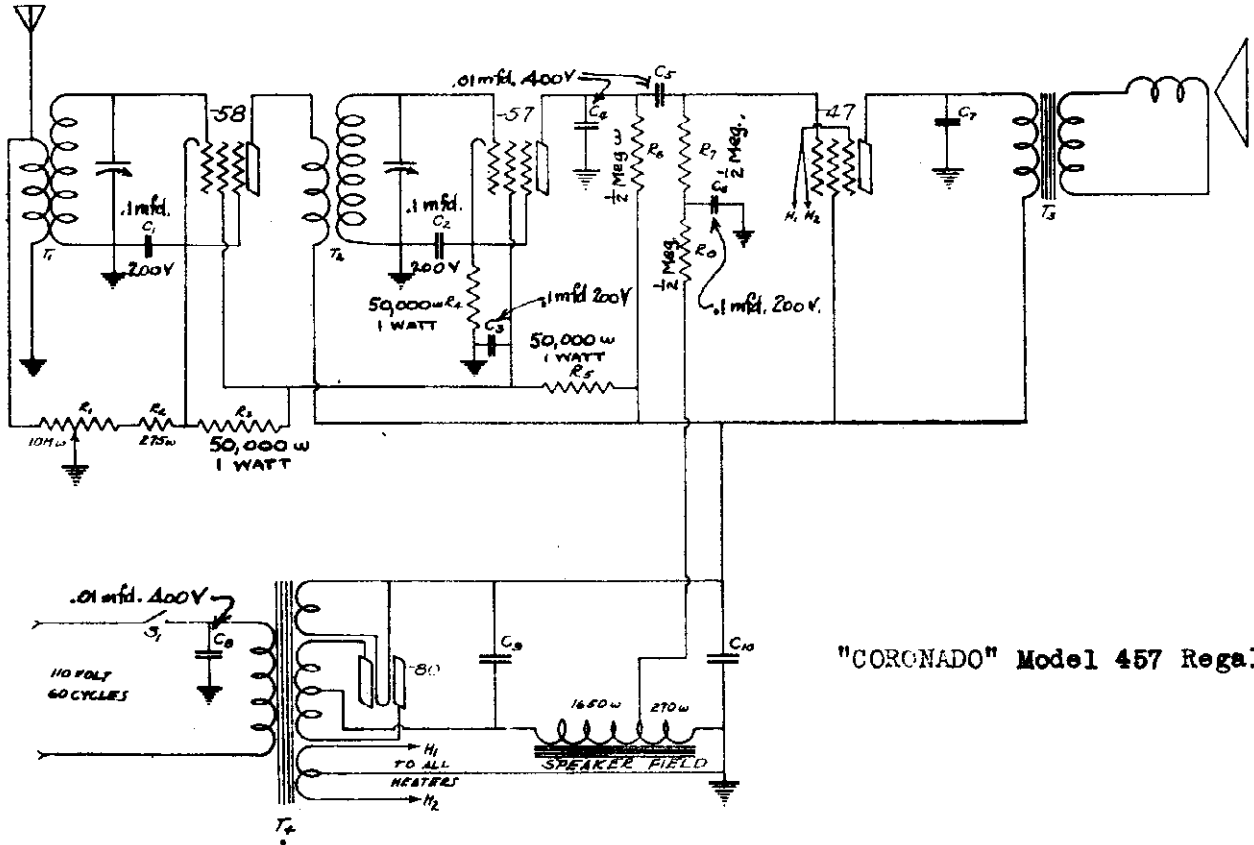 .01 mfd. 400V
C5
-58
-57
-47
C4
R6
1/2 Meg ω
R7
1/2 Meg.
C6
C7
H1 H2
T3
.1 mfd.
C1
200V
T1
.1 mfd.
C2
200V
T2
50,000 ω R4
1 WATT
.1 mfd 200V
C3
50,000 ω
1 WATT
R5
1/2 Meg.
R8
.1 mfd. 200V.
R1
10M ω
R2
275 ω
R3
50,000 ω
1 WATT
.01 mfd. 400V
S1
C8
110 VOLT
60 CYCLES
-80
C9
C10
"CORONADO" Model 457 Regal
1650 ω
270 ω
SPEAKER FIELD
H1
TO ALL
HEATERS
H2
T4